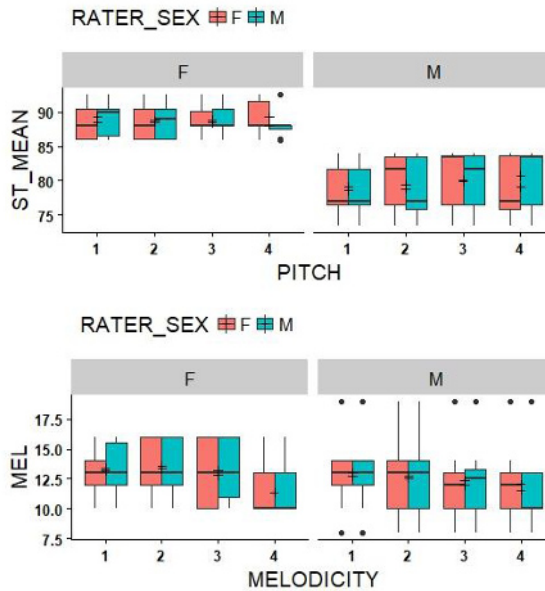 RATER_SEX F M
F M
ST_MEAN
90
85
80
75
1 2 3 4 1 2 3 4
PITCH
RATER_SEX F M
F M
MEL
17.5
15.0
12.5
10.0
7.5
1 2 3 4 1 2 3 4
MELODICITY